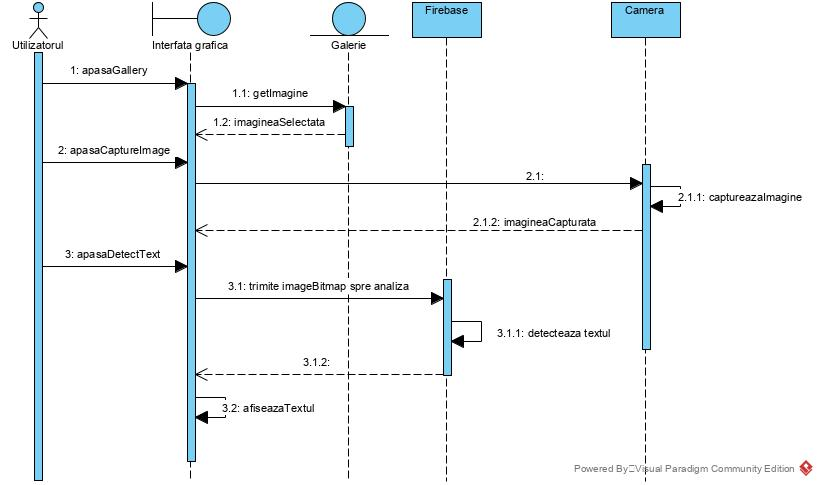 Utilizatorul
Interfata grafica
Galerie
Firebase
Camera
1: apasaGallery
1.1: getImagine
1.2: imagineaSelectata
2: apasaCaptureImage
2.1:
2.1.1: captureazaImagine
2.1.2: imagineaCapturata
3: apasaDetectText
3.1: trimite imageBitmap spre analiza
3.1.1: detecteaza textul
3.1.2:
3.2: afiseazaTextul
Powered By Visual Paradigm Community Edition